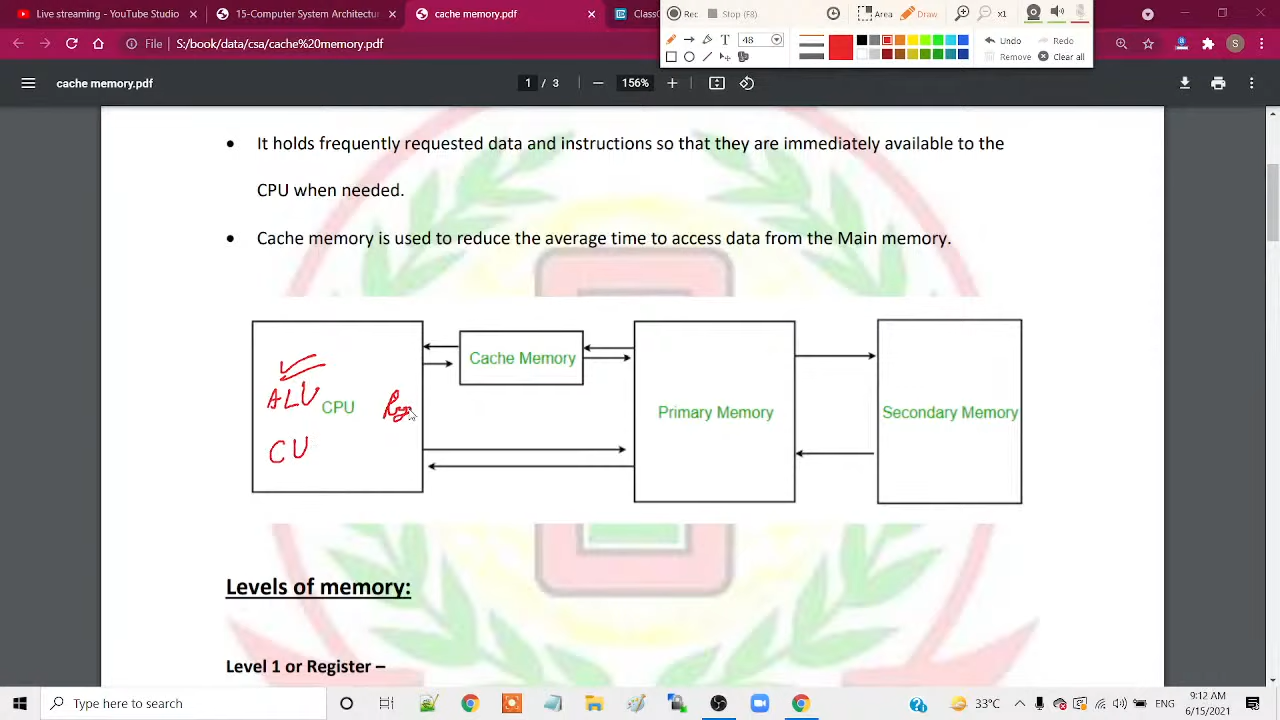 Live streaming - YouTube Studio
15-Computer System Architectu
cache memory.pdf
Class
Rec
Stop (F8)
Area
Draw
x1
T
48
Undo
Redo
Remove
Clear all
cache%20memory.pdf
cache memory.pdf
1 / 3
156%
• It holds frequently requested data and instructions so that they are immediately available to the
CPU when needed.
• Cache memory is used to reduce the average time to access data from the Main memory.
Cache Memory
ALU
CPU
Reg
CU
Primary Memory
Secondary Memory
Levels of memory:
Level 1 or Register –
Type here to search
33°C
ENG
9:12 AM
6/15/2021